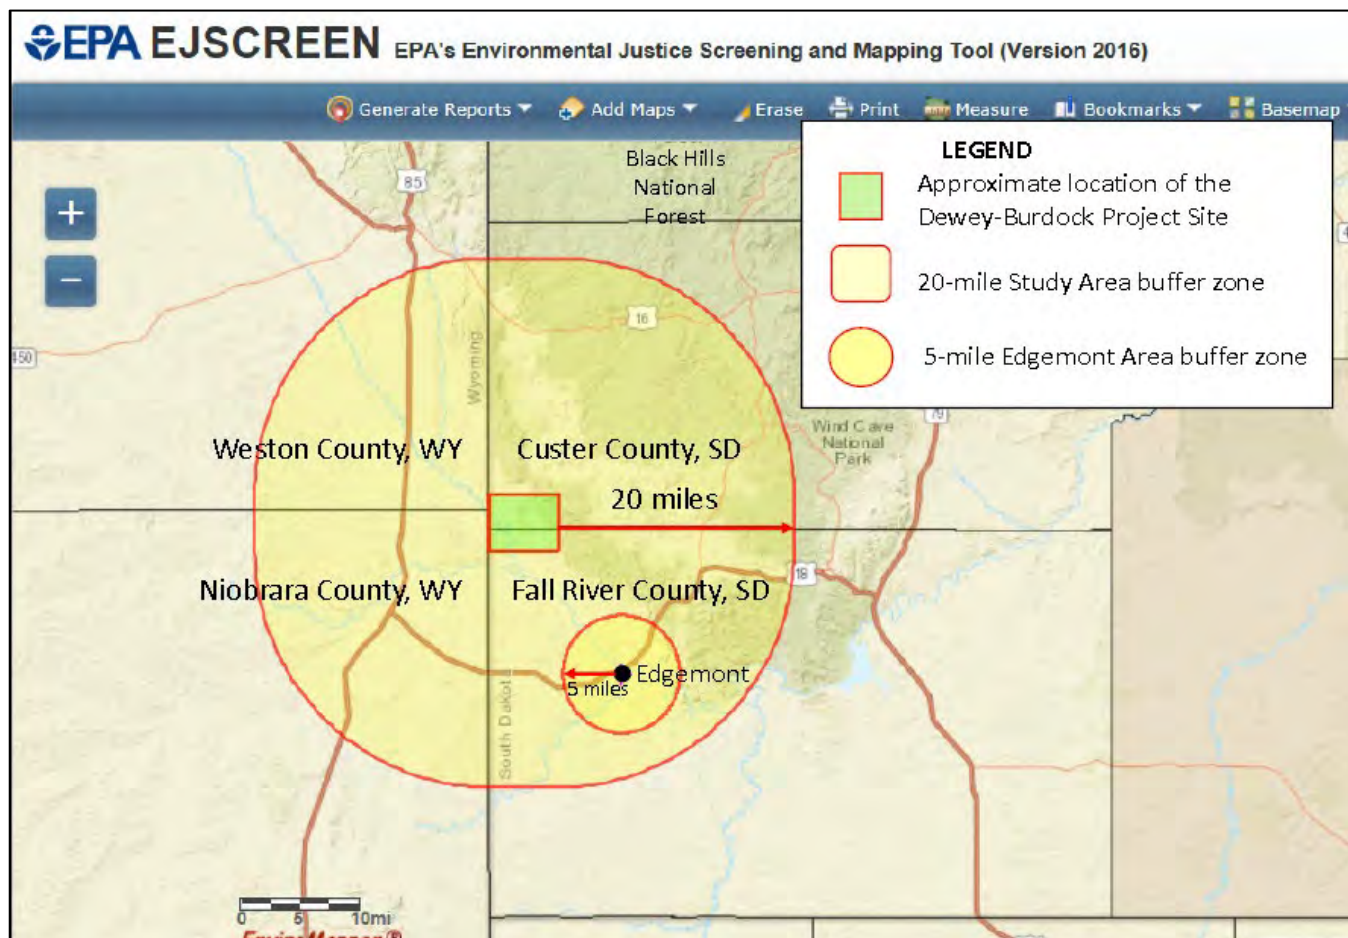 EPA EJSCREEN EPA's Environmental Justice Screening and Mapping Tool (Version 2016)
Generate Reports Add Maps Erase Print Measure Bookmarks Basemap
LEGEND
Approximate location of the
Dewey-Burdock Project Site
20-mile Study Area buffer zone
5-mile Edgemont Area buffer zone
Black Hills
National
Forest
85
+
−
16
450
4
Wyoming
79
Wind Cave
National
Park
Weston County, WY
Custer County, SD
20 miles
Niobrara County, WY
Fall River County, SD
18
Edgemont
5 miles
South Dakota
0 5 10mi